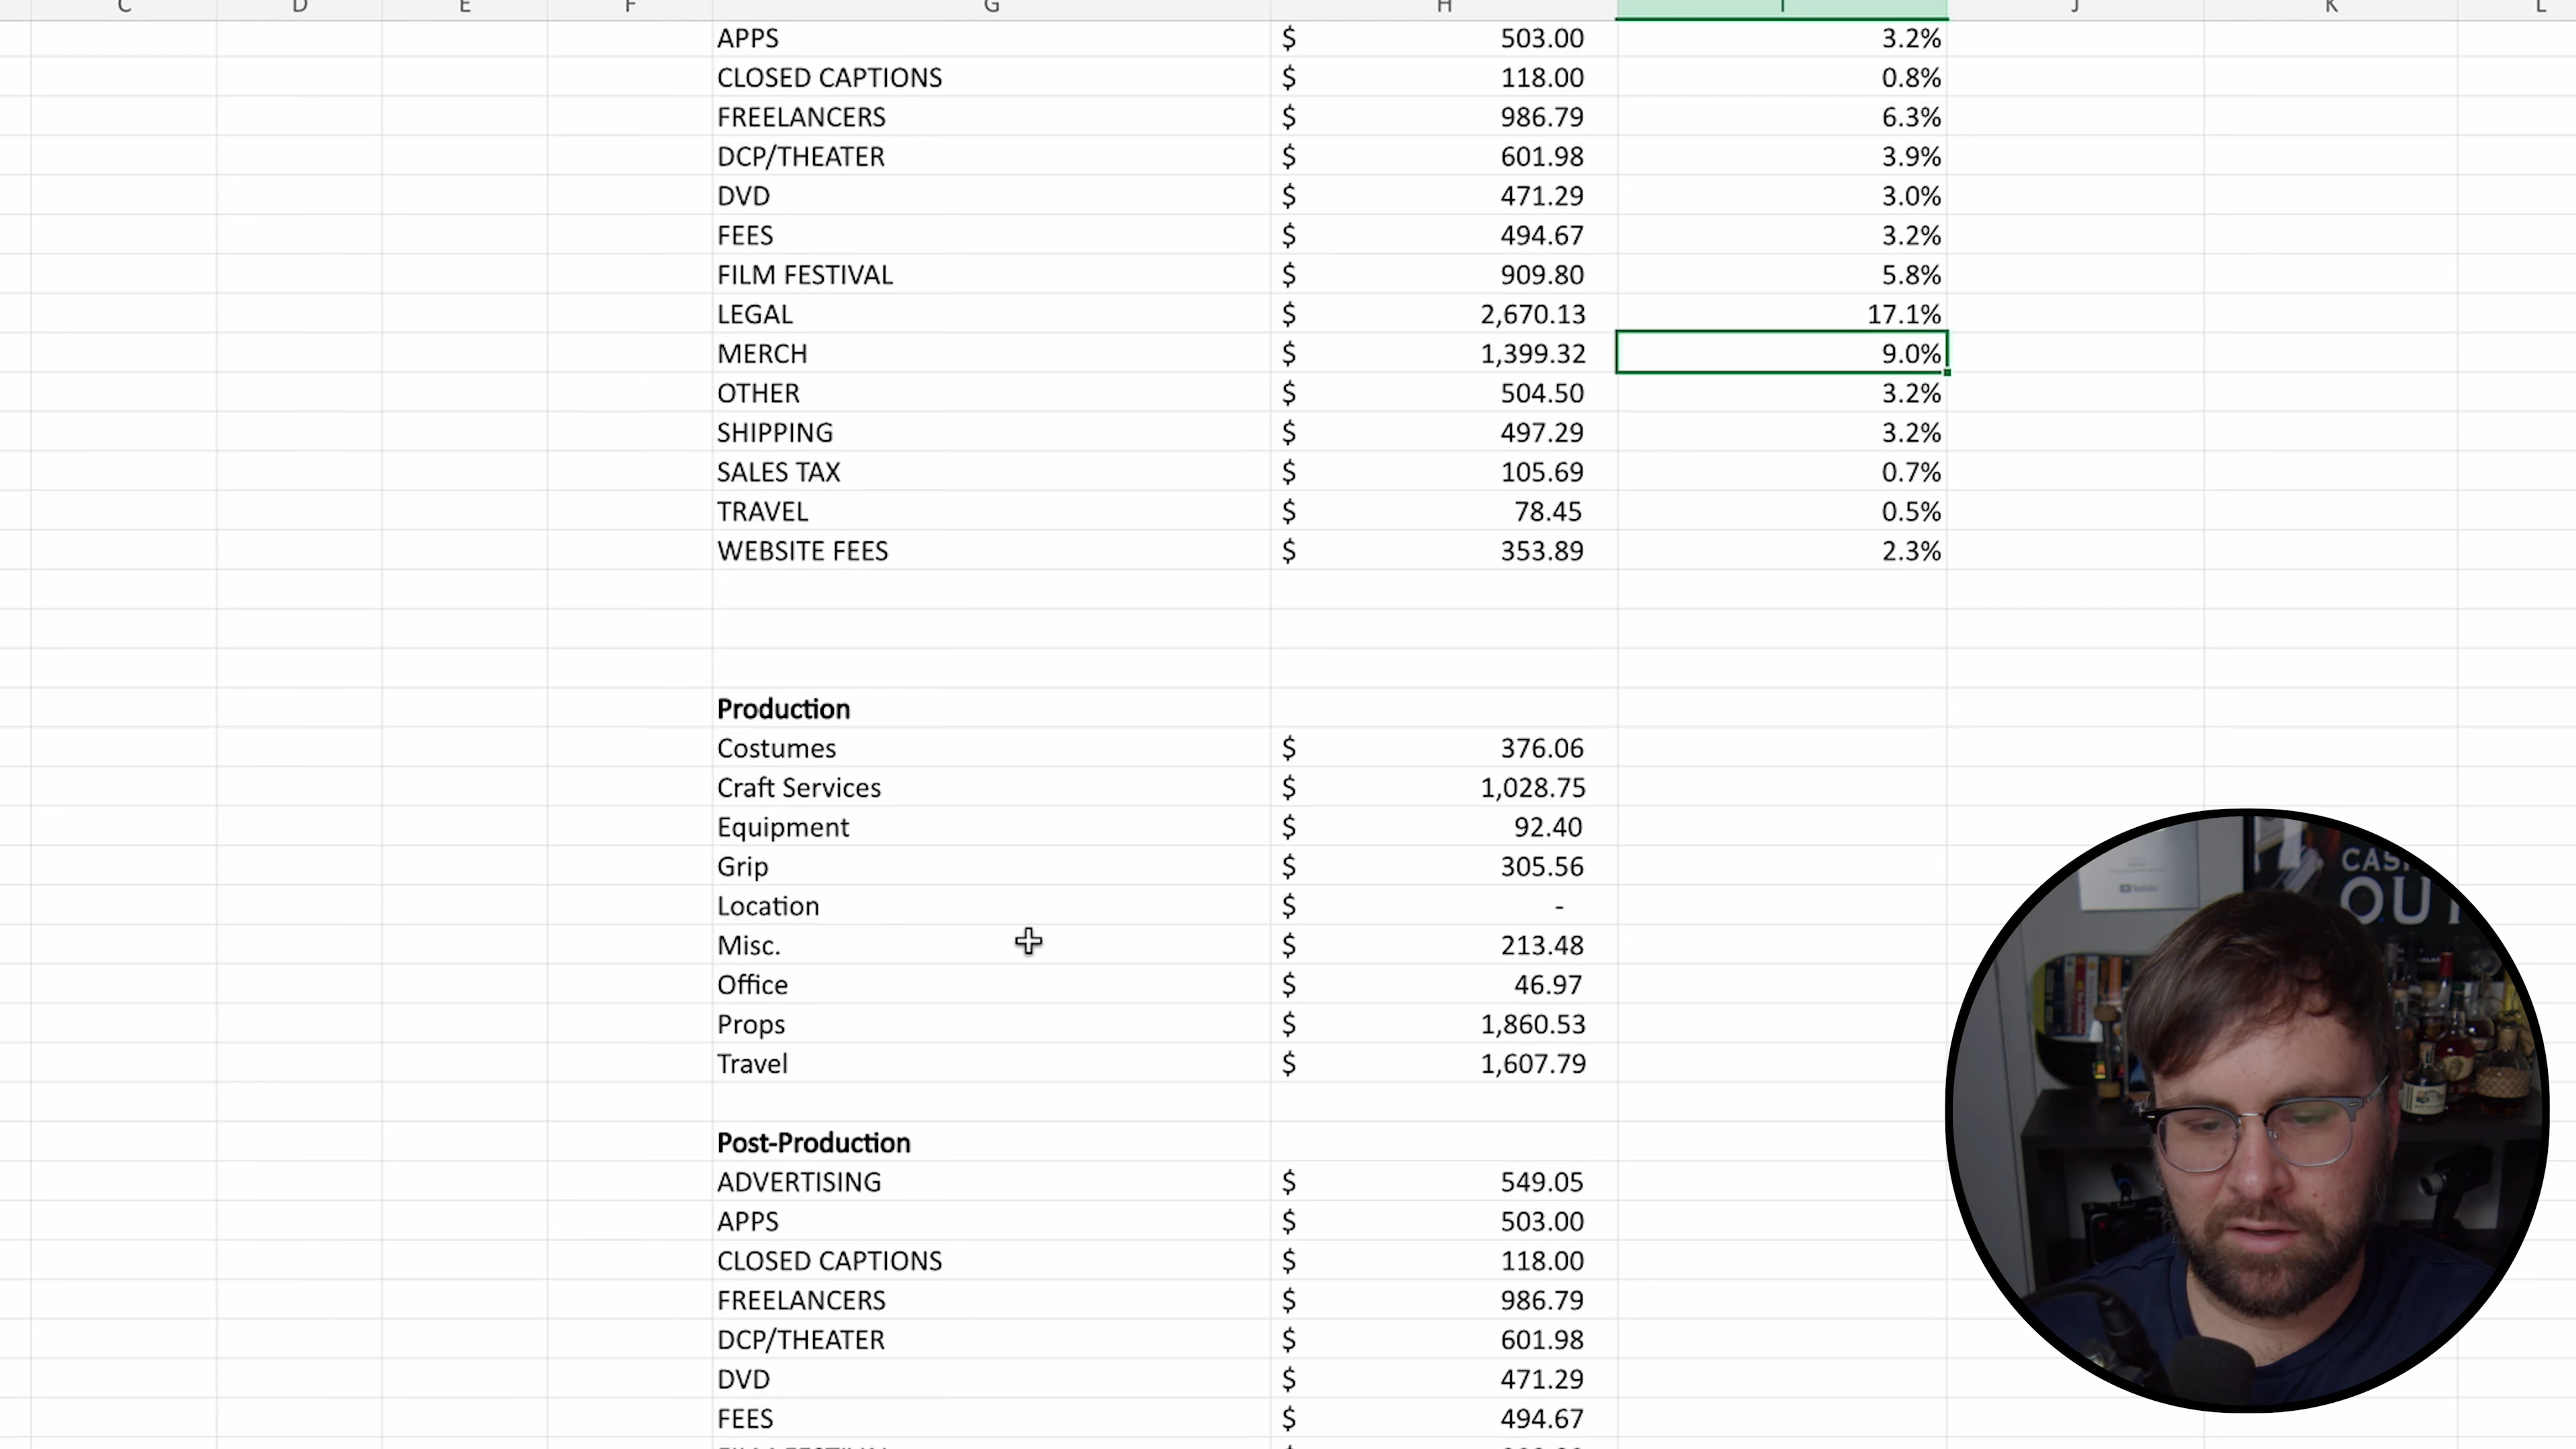 C D E F G H I J K L
APPS $ 503.00 3.2%
CLOSED CAPTIONS $ 118.00 0.8%
FREELANCERS $ 986.79 6.3%
DCP/THEATER $ 601.98 3.9%
DVD $ 471.29 3.0%
FEES $ 494.67 3.2%
FILM FESTIVAL $ 909.80 5.8%
LEGAL $ 2,670.13 17.1%
MERCH $ 1,399.32 9.0%
OTHER $ 504.50 3.2%
SHIPPING $ 497.29 3.2%
SALES TAX $ 105.69 0.7%
TRAVEL $ 78.45 0.5%
WEBSITE FEES $ 353.89 2.3%
Production
Costumes $ 376.06
Craft Services $ 1,028.75
Equipment $ 92.40
Grip $ 305.56
Location $ -
Misc. $ 213.48
Office $ 46.97
Props $ 1,860.53
Travel $ 1,607.79
Post-Production
ADVERTISING $ 549.05
APPS $ 503.00
CLOSED CAPTIONS $ 118.00
FREELANCERS $ 986.79
DCP/THEATER $ 601.98
DVD $ 471.29
FEES $ 494.67